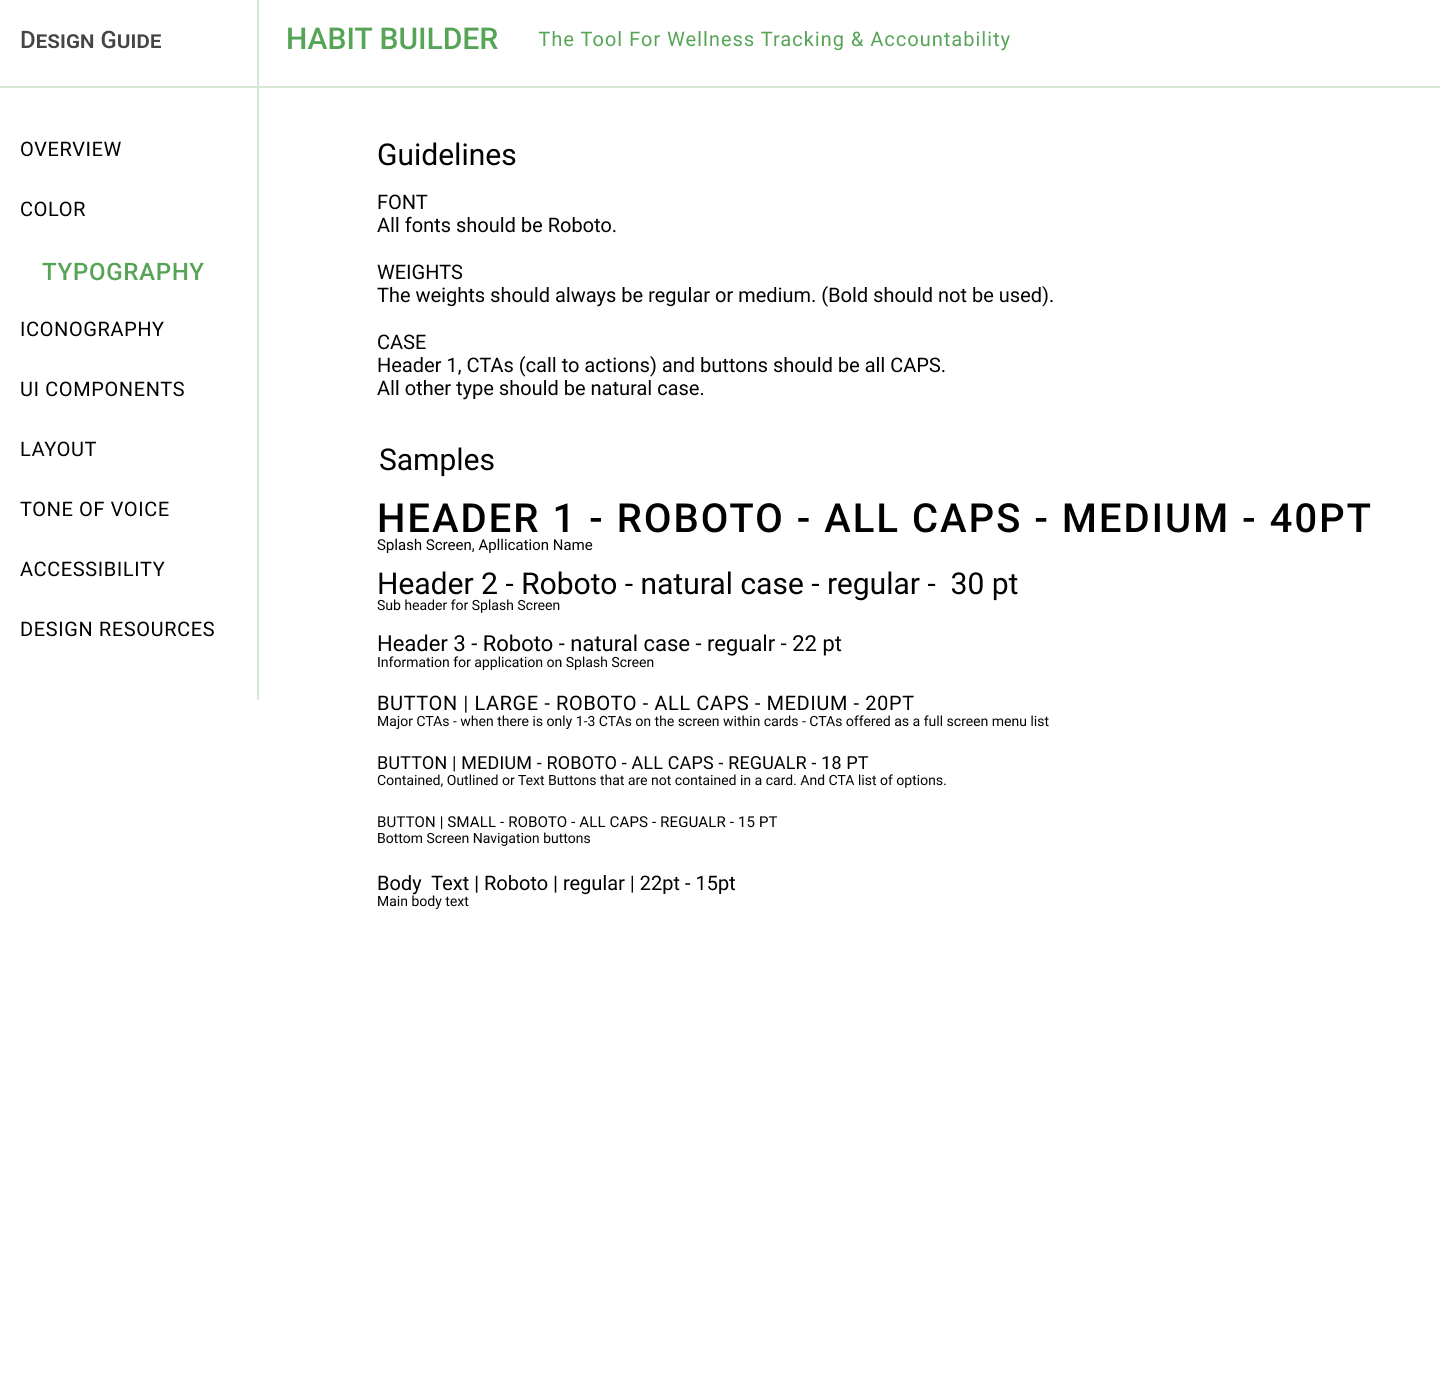 DESIGN GUIDE
HABIT BUILDER
The Tool For Wellness Tracking & Accountability
OVERVIEW
COLOR
TYPOGRAPHY
ICONOGRAPHY
UI COMPONENTS
LAYOUT
TONE OF VOICE
ACCESSIBILITY
DESIGN RESOURCES
Guidelines
FONT
All fonts should be Roboto.
WEIGHTS
The weights should always be regular or medium. (Bold should not be used).
CASE
Header 1, CTAs (call to actions) and buttons should be all CAPS.
All other type should be natural case.
Samples
HEADER 1 - ROBOTO - ALL CAPS - MEDIUM - 40PT
Splash Screen, Apllication Name
Header 2 - Roboto - natural case - regular -  30 pt
Sub header for Splash Screen
Header 3 - Roboto - natural case - regualr - 22 pt
Information for application on Splash Screen
BUTTON | LARGE - ROBOTO - ALL CAPS - MEDIUM - 20PT
Major CTAs - when there is only 1-3 CTAs on the screen within cards - CTAs offered as a full screen menu list
BUTTON | MEDIUM - ROBOTO - ALL CAPS - REGUALR - 18 PT
Contained, Outlined or Text Buttons that are not contained in a card. And CTA list of options.
BUTTON | SMALL - ROBOTO - ALL CAPS - REGUALR - 15 PT
Bottom Screen Navigation buttons
Body  Text | Roboto | regular | 22pt - 15pt
Main body text